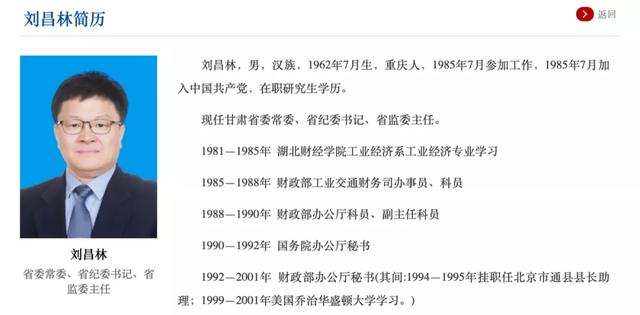 刘昌林简历
返回
刘昌林，男，汉族，1962年7月生，重庆人，1985年7月参加工作，1985年7月加
入中国共产党，在职研究生学历。
现任甘肃省委常委、省纪委书记、省监委主任。
1981—1985年 湖北财经学院工业经济系工业经济专业学习
1985—1988年 财政部工业交通财务司办事员、科员
1988—1990年 财政部办公厅科员、副主任科员
1990—1992年 国务院办公厅秘书
1992—2001年 财政部办公厅秘书(其间:1994—1995年挂职任北京市通县县长助
理；1999—2001年美国乔治华盛顿大学学习。)
刘昌林
省委常委、省纪委书记、省
监委主任